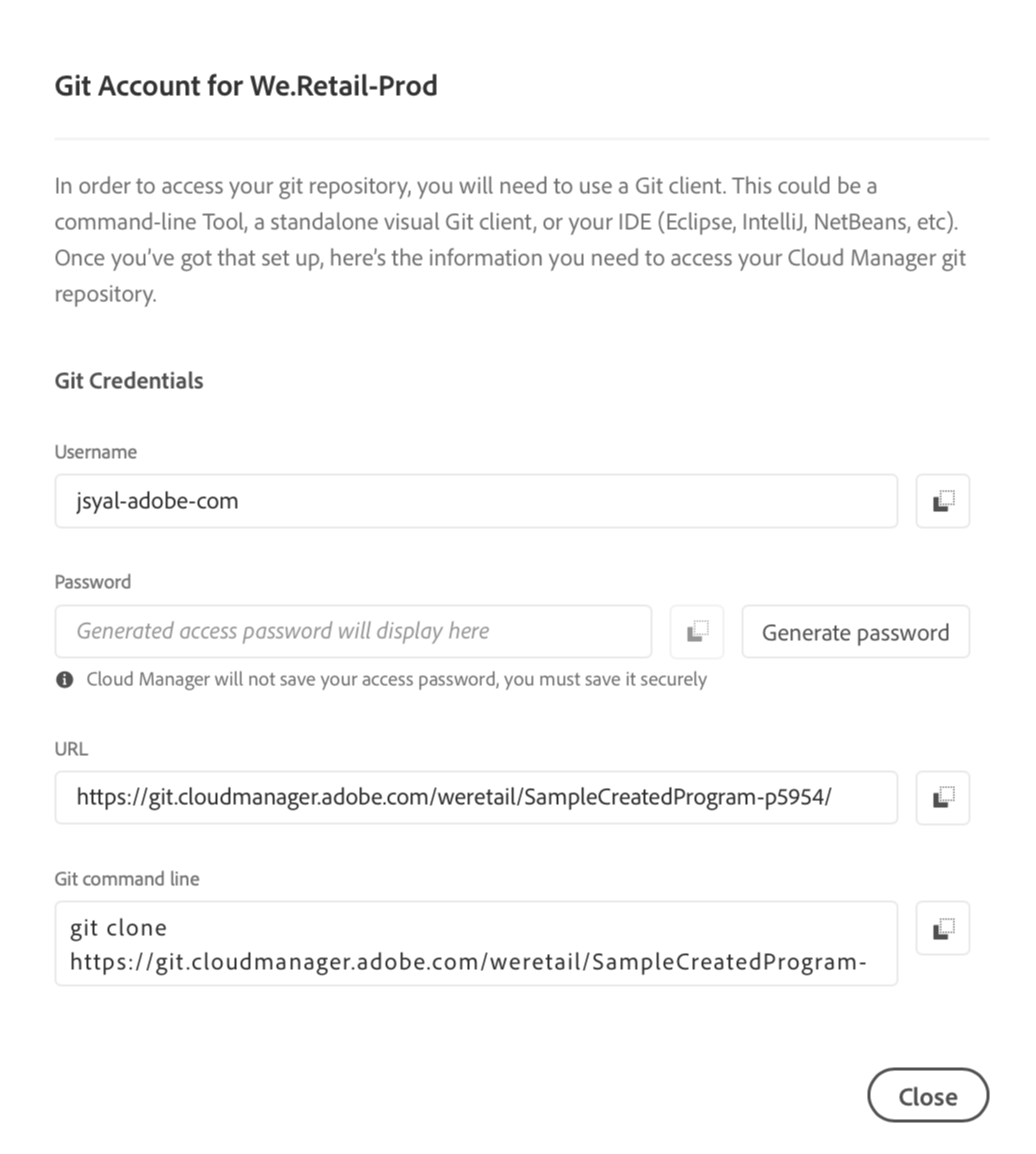 Git Account for We.Retail-Prod
In order to access your git repository, you will need to use a Git client. This could be a
command-line Tool, a standalone visual Git client, or your IDE (Eclipse, IntelliJ, NetBeans, etc).
Once you’ve got that set up, here’s the information you need to access your Cloud Manager git
repository.
Git Credentials
Username
jsyal-adobe-com
Password
Generated access password will display here
Generate password
Cloud Manager will not save your access password, you must save it securely
URL
https://git.cloudmanager.adobe.com/weretail/SampleCreatedProgram-p5954/
Git command line
git clone
https://git.cloudmanager.adobe.com/weretail/SampleCreatedProgram-
Close